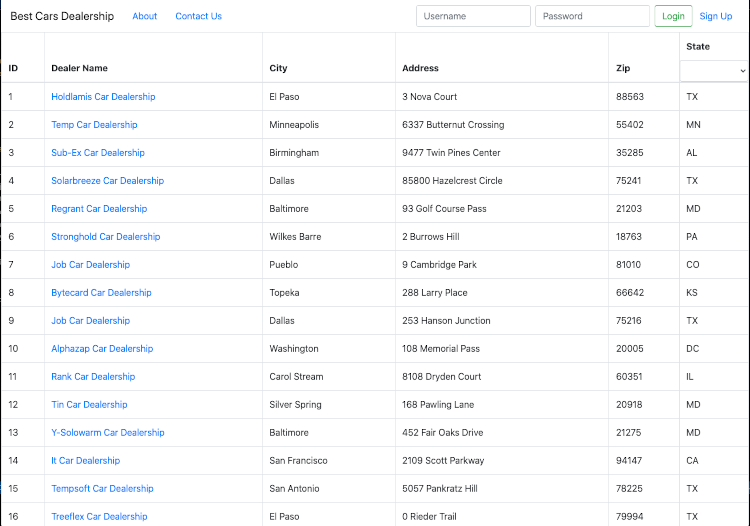 Best Cars Dealership About Contact Us Username Password Login Sign Up
State
ID Dealer Name City Address Zip
1 Holdlamis Car Dealership El Paso 3 Nova Court 88563 TX
2 Temp Car Dealership Minneapolis 6337 Butternut Crossing 55402 MN
3 Sub-Ex Car Dealership Birmingham 9477 Twin Pines Center 35285 AL
4 Solarbreeze Car Dealership Dallas 85800 Hazelcrest Circle 75241 TX
5 Regrant Car Dealership Baltimore 93 Golf Course Pass 21203 MD
6 Stronghold Car Dealership Wilkes Barre 2 Burrows Hill 18763 PA
7 Job Car Dealership Pueblo 9 Cambridge Park 81010 CO
8 Bytecard Car Dealership Topeka 288 Larry Place 66642 KS
9 Job Car Dealership Dallas 253 Hanson Junction 75216 TX
10 Alphazap Car Dealership Washington 108 Memorial Pass 20005 DC
11 Rank Car Dealership Carol Stream 8108 Dryden Court 60351 IL
12 Tin Car Dealership Silver Spring 168 Pawling Lane 20918 MD
13 Y-Solowarm Car Dealership Baltimore 452 Fair Oaks Drive 21275 MD
14 It Car Dealership San Francisco 2109 Scott Parkway 94147 CA
15 Tempsoft Car Dealership San Antonio 5057 Pankratz Hill 78225 TX
16 Treeflex Car Dealership El Paso 0 Rieder Trail 79994 TX